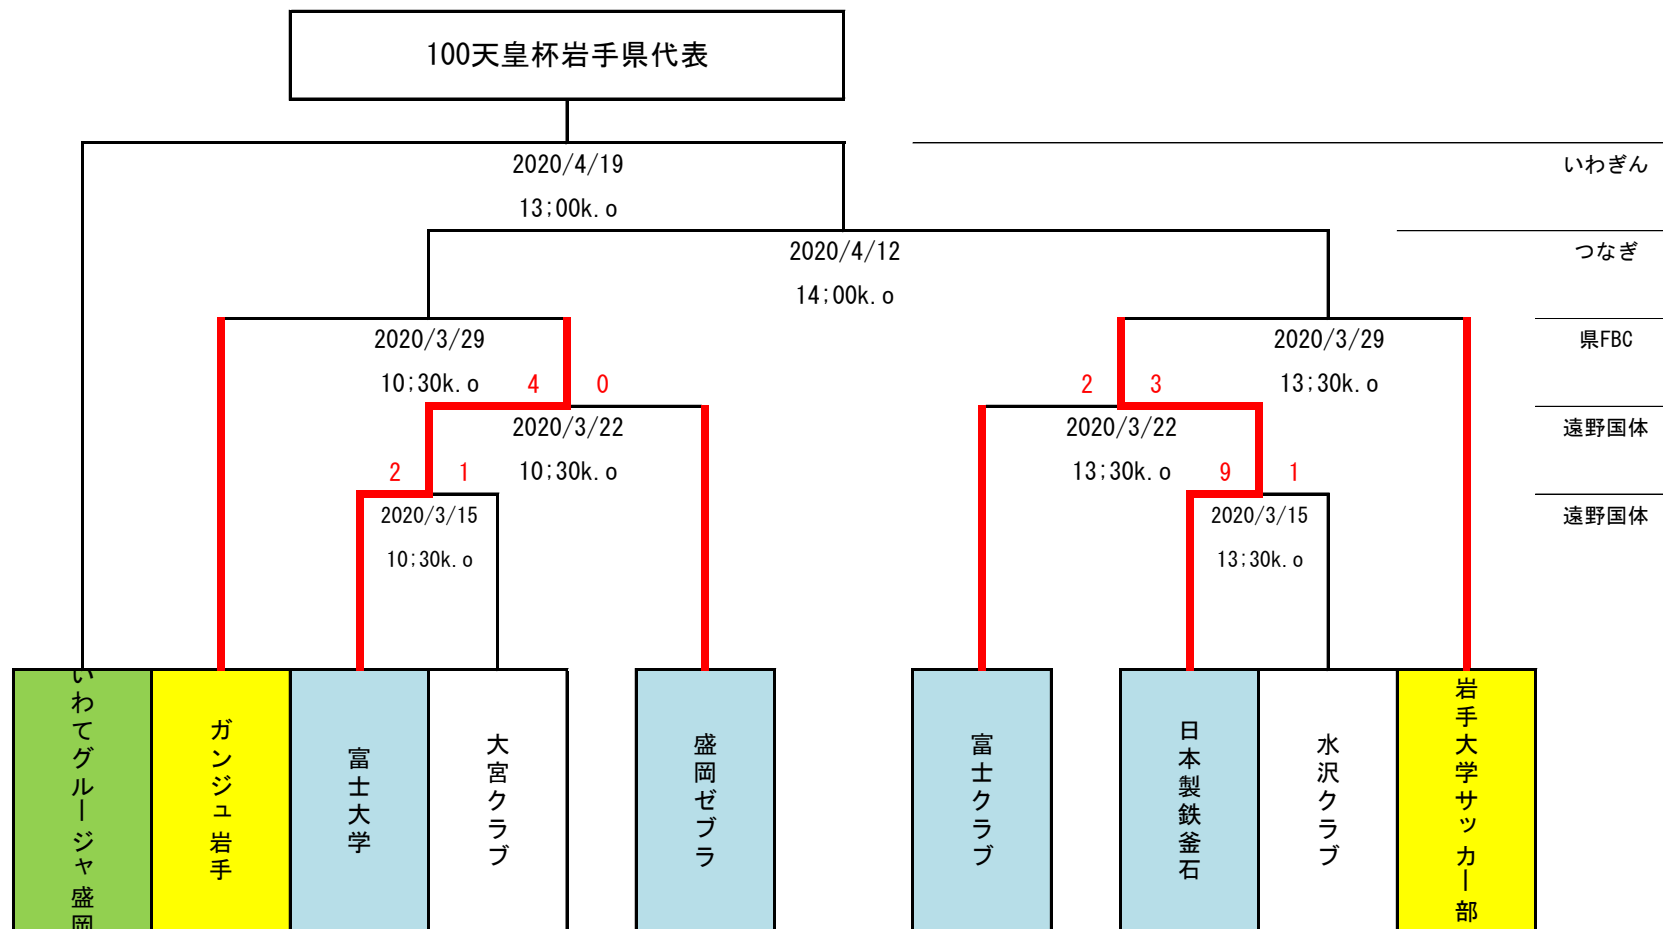 100天皇杯岩手県代表
2020/4/19
いわぎん
13;00k.o
2020/4/12
つなぎ
14;00k.o
2020/3/29
2020/3/29
県FBC
10;30k.o
4
0
2
3
13;30k.o
2020/3/22
2020/3/22
遠野国体
2
1
10;30k.o
13;30k.o
9
1
2020/3/15
2020/3/15
遠野国体
10;30k.o
13;30k.o
いわてグルージャ盛岡
ガンジュ岩手
富士大学
大宮クラブ
盛岡ゼブラ
富士クラブ
日本製鉄釜石
水沢クラブ
岩手大学サッカー部